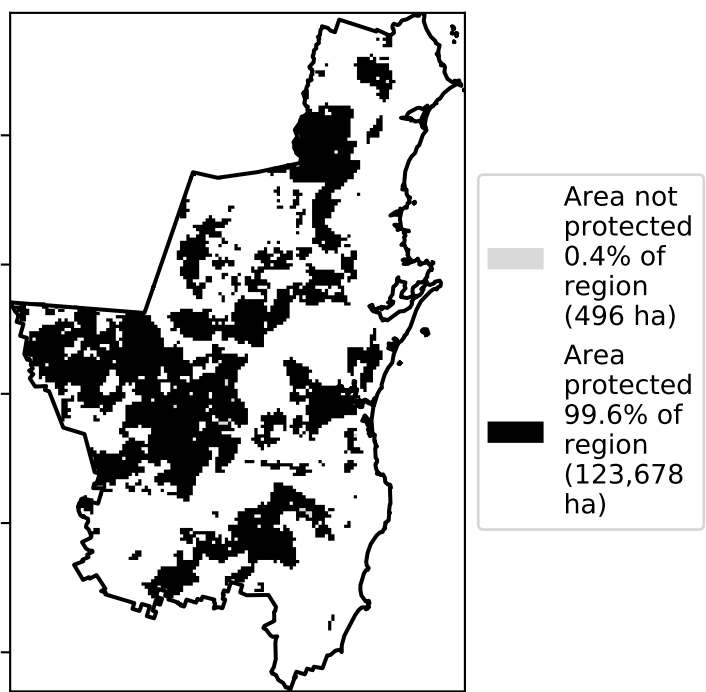 Area not
protected
0.4% of
region
(496 ha)
Area
protected
99.6% of
region
(123,678
ha)